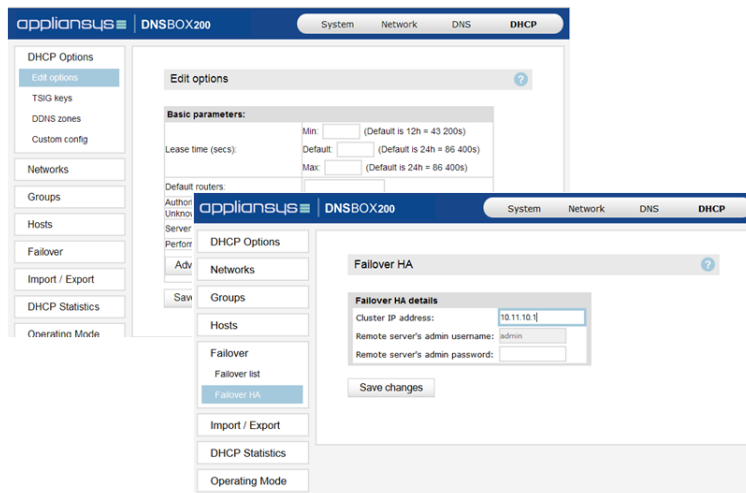 appliansys DNSBOX200 System Network DNS DHCP
DHCP Options
Edit options
TSIG keys
DDNS zones
Custom config
Networks
Groups
Hosts
Failover
Import / Export
DHCP Statistics
Operating Mode
Edit options ?
Basic parameters:
Lease time (secs):
Min: (Default is 12h = 43 200s)
Default: (Default is 24h = 86 400s)
Max: (Default is 24h = 86 400s)
Default routers:
Server
appliansys DNSBOX200 System Network DNS DHCP
DHCP Options
Networks
Groups
Hosts
Failover
Failover list
Failover HA
Import / Export
DHCP Statistics
Operating Mode
Failover HA ?
Failover HA details
Cluster IP address: 10.11.10.1
Remote server's admin username: admin
Remote server's admin password:
Save changes